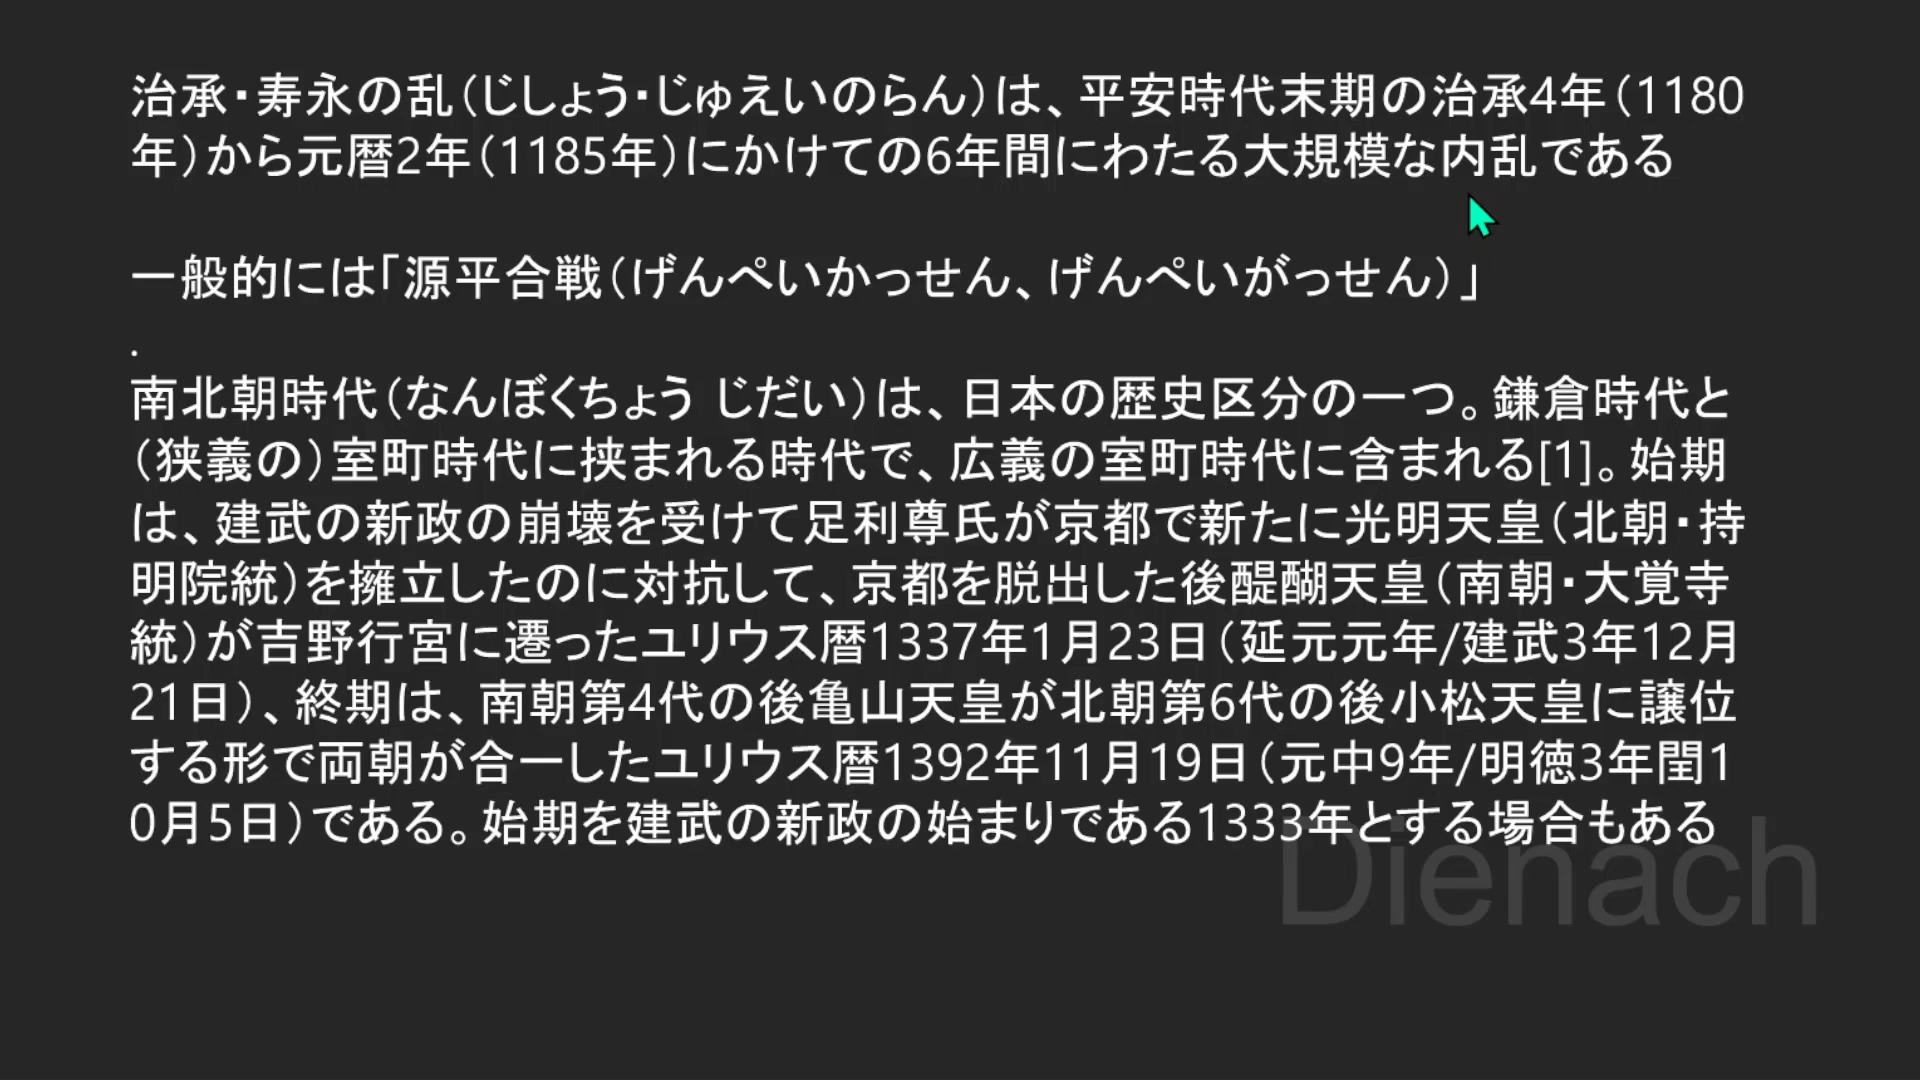 治承・寿永の乱（じしょう・じゅえいのらん）は、平安時代末期の治承4年（1180
年）から元暦2年（1185年）にかけての6年間にわたる大規模な内乱である
一般的には「源平合戦（げんぺいかっせん、げんぺいがっせん）」
.
南北朝時代（なんぼくちょう じだい）は、日本の歴史区分の一つ。鎌倉時代と
（狭義の）室町時代に挟まれる時代で、広義の室町時代に含まれる[1]。始期
は、建武の新政の崩壊を受けて足利尊氏が京都で新たに光明天皇（北朝・持
明院統）を擁立したのに対抗して、京都を脱出した後醍醐天皇（南朝・大覚寺
統）が吉野行宮に遷ったユリウス暦1337年1月23日（延元元年/建武3年12月
21日）、終期は、南朝第4代の後亀山天皇が北朝第6代の後小松天皇に譲位
する形で両朝が合一したユリウス暦1392年11月19日（元中9年/明徳3年閏1
0月5日）である。始期を建武の新政の始まりである1333年とする場合もある
Dienach